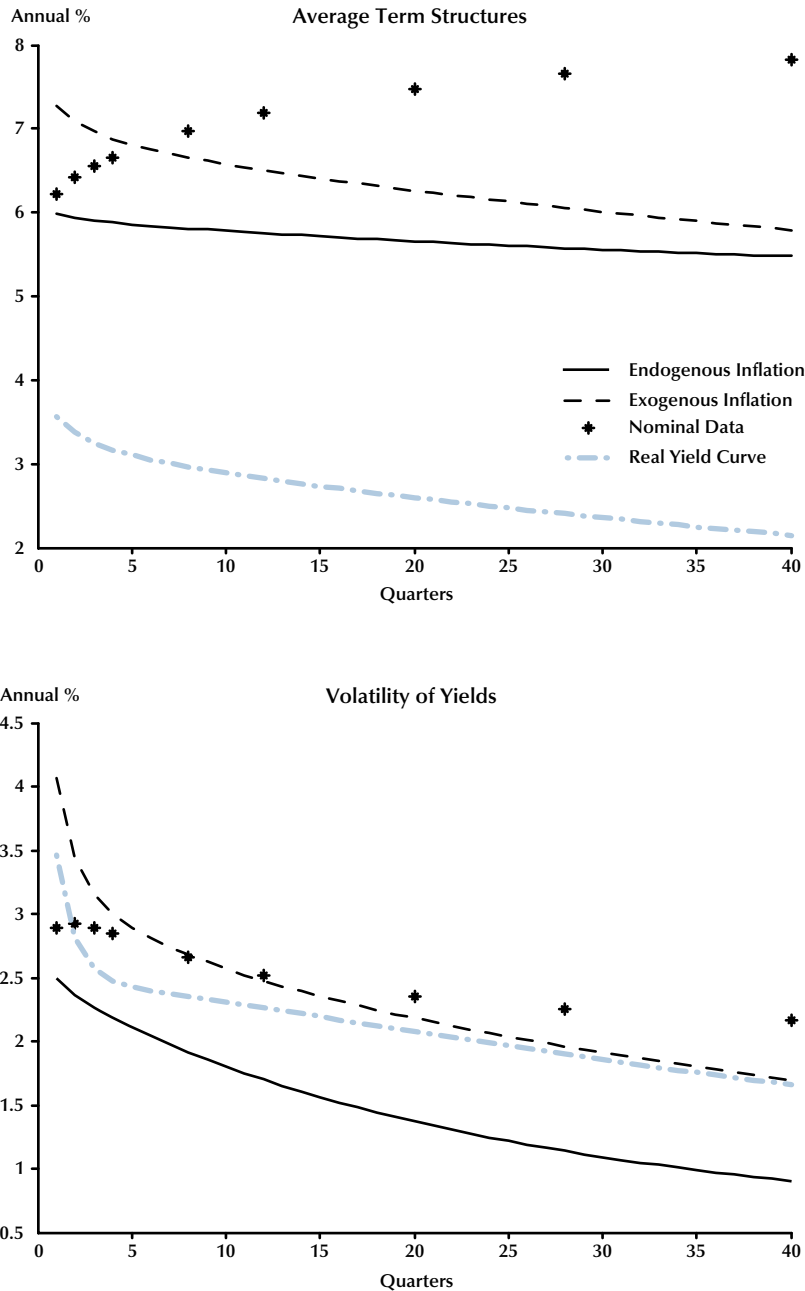 Average Term Structures
Annual %
8
7
6
5
4
3
2
Endogenous Inflation
Exogenous Inflation
Nominal Data
Real Yield Curve
0 5 10 15 20 25 30 35 40
Quarters
Volatility of Yields
Annual %
4.5
4
3.5
3
2.5
2
1.5
1
0.5
0 5 10 15 20 25 30 35 40
Quarters